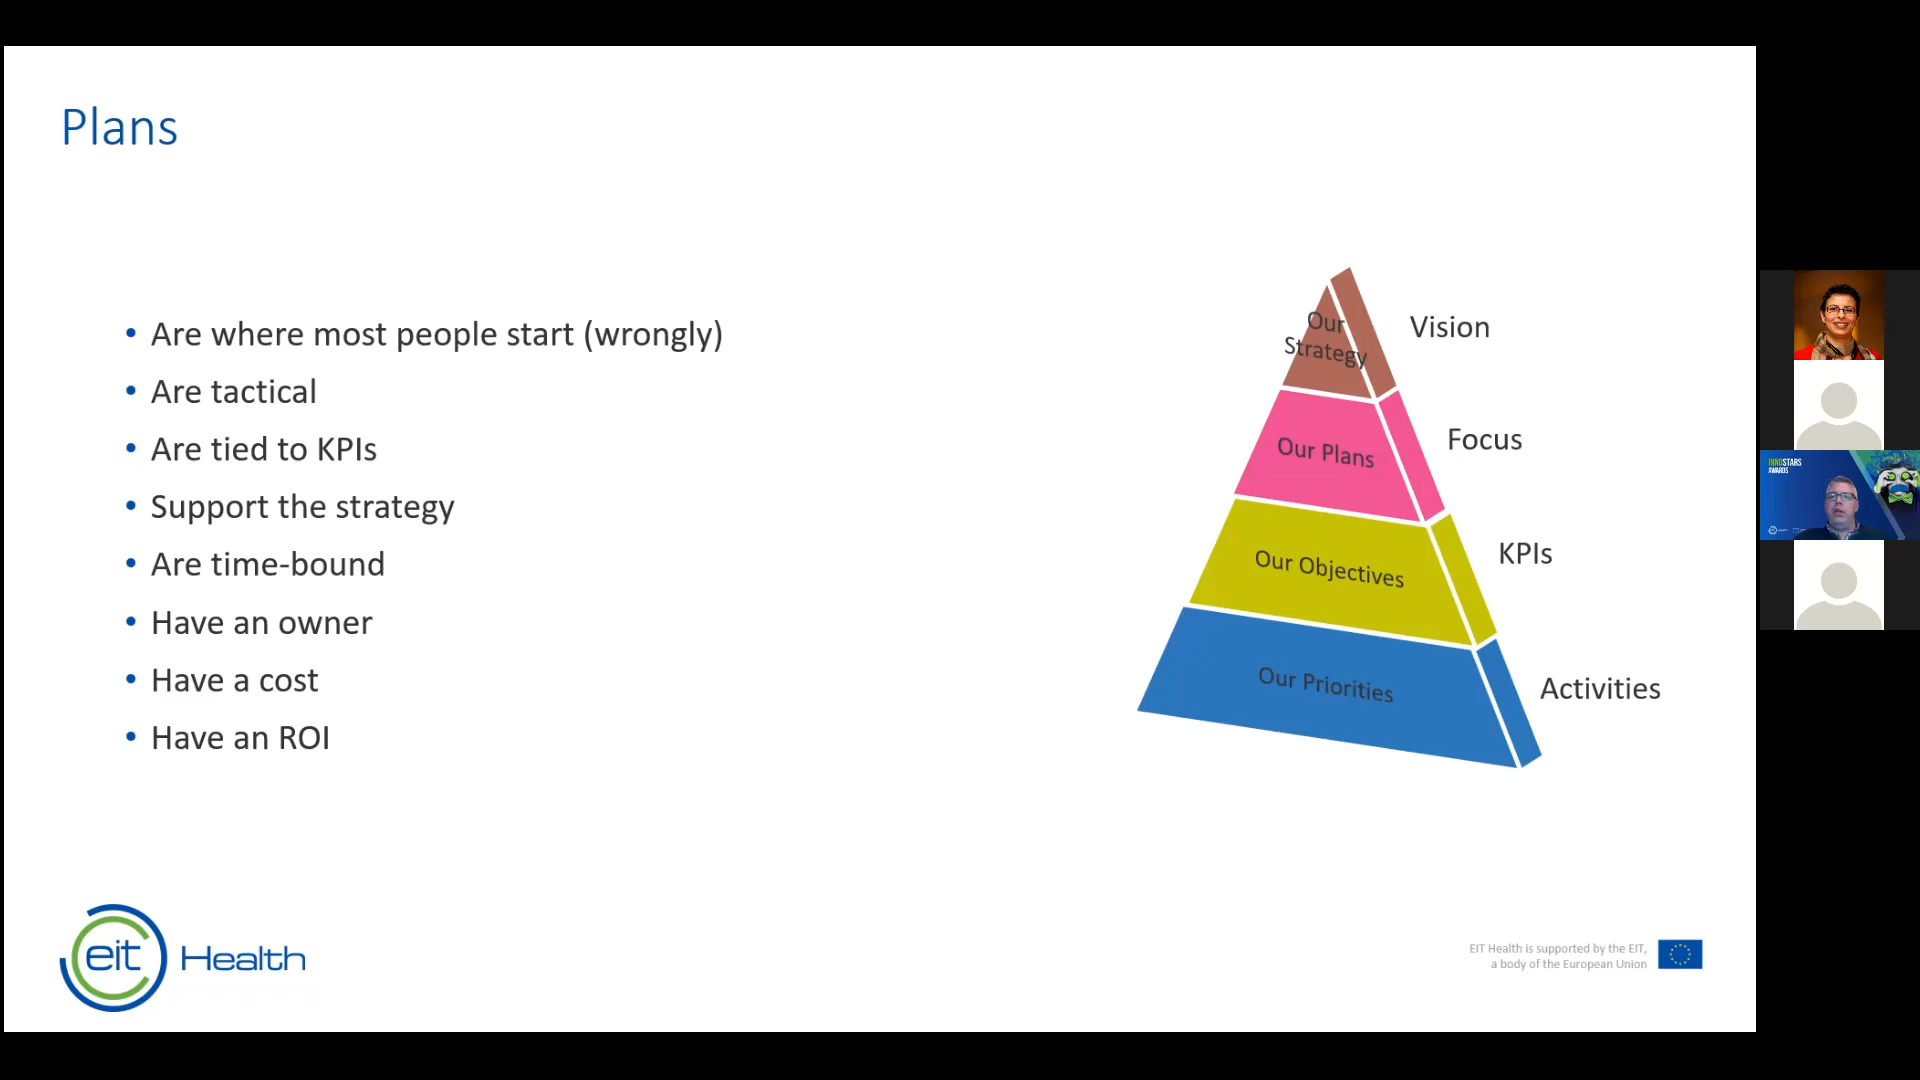 Plans
• Are where most people start (wrongly)
• Are tactical
• Are tied to KPIs
• Support the strategy
• Are time-bound
• Have an owner
• Have a cost
• Have an ROI
Our
Strategy
Vision
Our Plans
Focus
Our Objectives
KPIs
Our Priorities
Activities
eit Health
EIT Health is supported by the EIT,
a body of the European Union
INNOSTARS
AWARDS